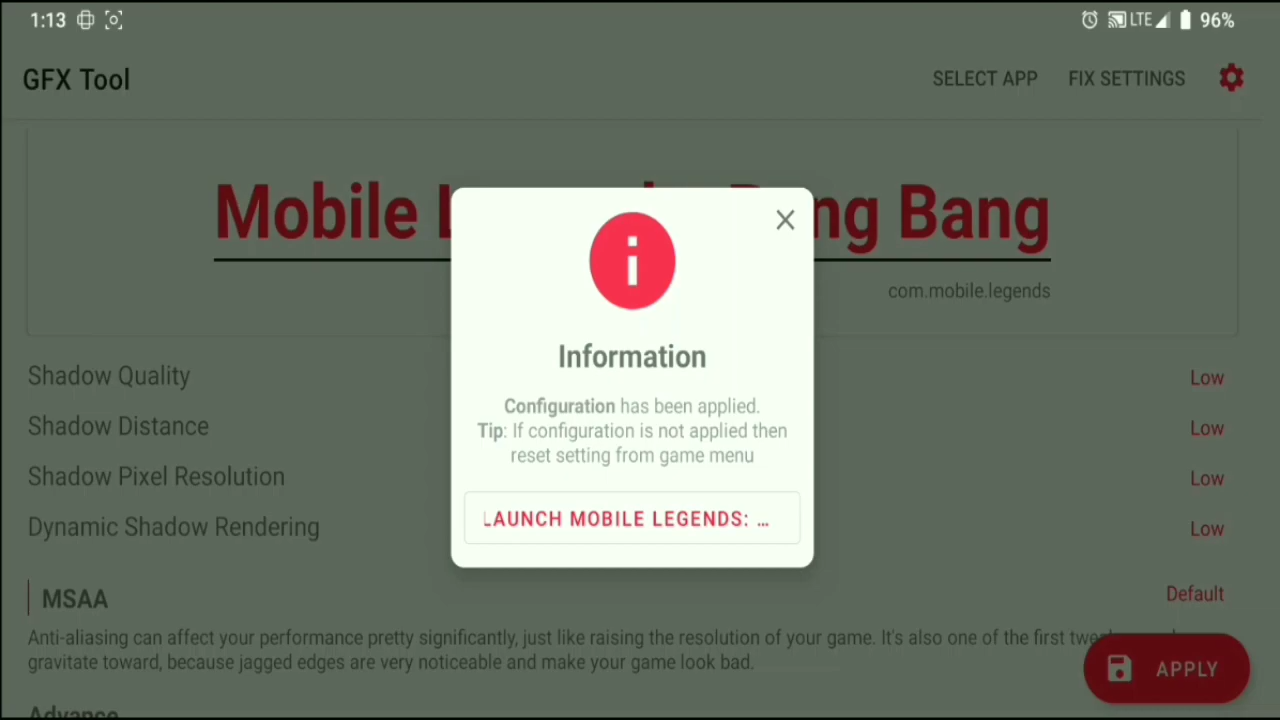 1:13
LTE 96%
GFX Tool
SELECT APP
FIX SETTINGS
Mobile L
ng Bang
com.mobile.legends
Information
Configuration has been applied.
Tip: If configuration is not applied then
reset setting from game menu
LAUNCH MOBILE LEGENDS: …
Shadow Quality
Low
Shadow Distance
Low
Shadow Pixel Resolution
Low
Dynamic Shadow Rendering
Low
MSAA
Default
Anti-aliasing can affect your performance pretty significantly, just like raising the resolution of your game. It's also one of the first
gravitate toward, because jagged edges are very noticeable and make your game look bad.
APPLY
Advance